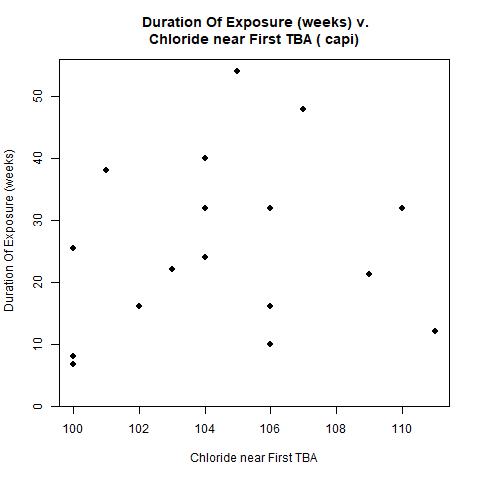 Duration Of Exposure (weeks) v.
Chloride near First TBA ( capi)
Duration Of Exposure (weeks)
50
40
30
20
10
0
100 102 104 106 108 110
Chloride near First TBA